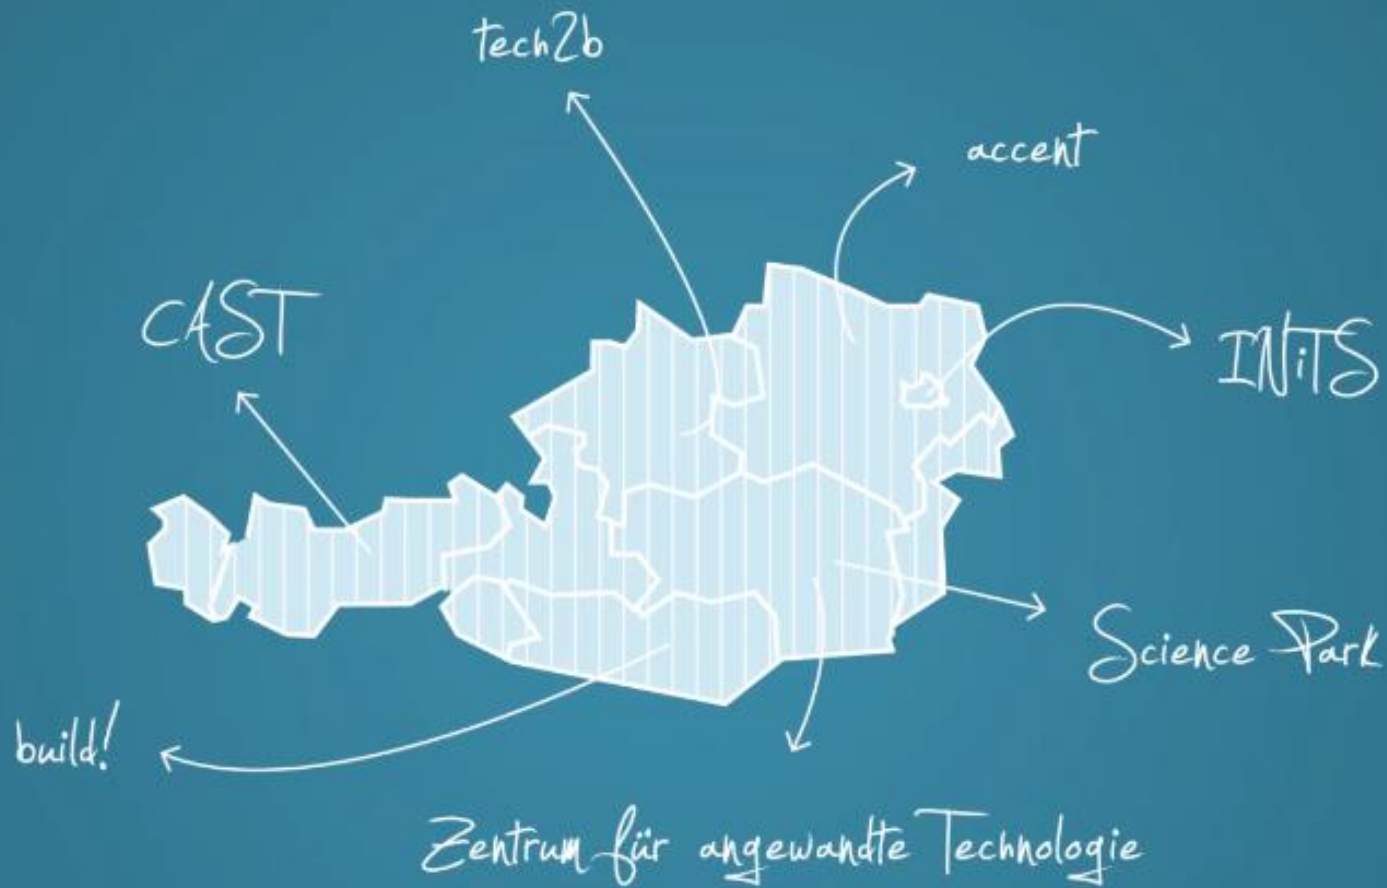 tech2b
accent
CAST
INiTS
Science Park
build!
Zentrum für angewandte Technologie